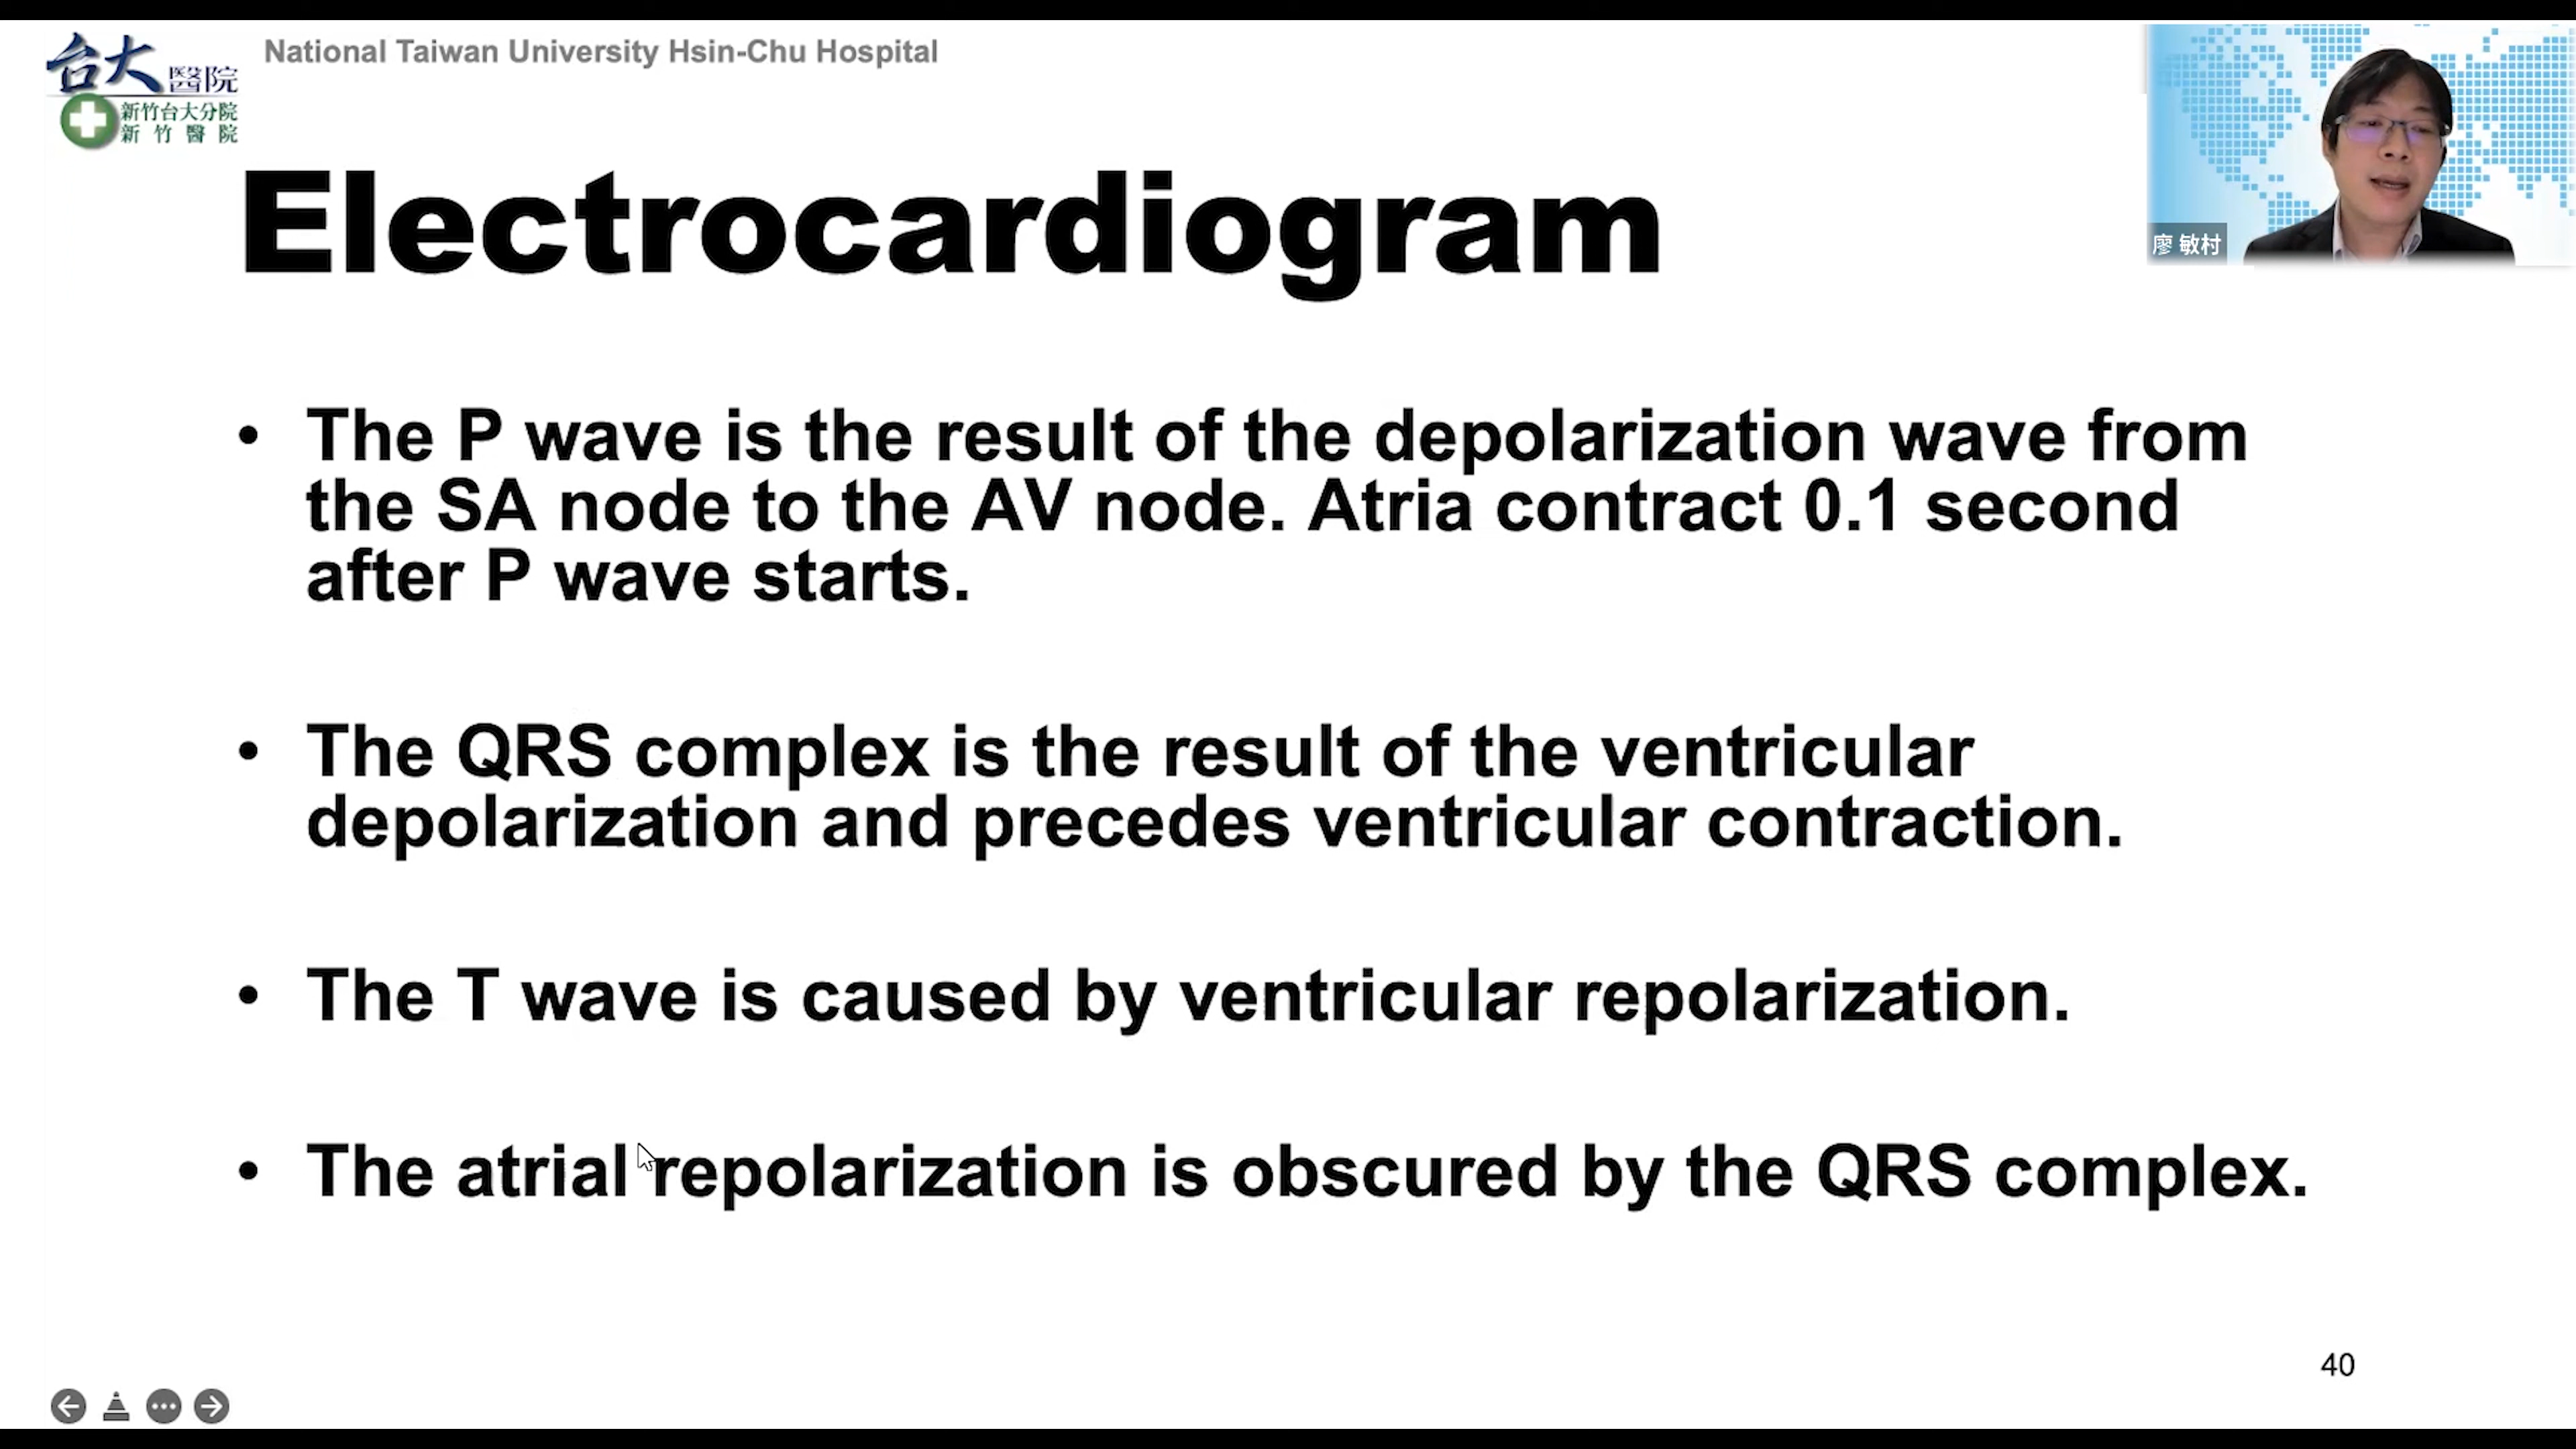 台大醫院
新竹台大分院
新竹醫院
National Taiwan University Hsin-Chu Hospital
廖 敏村
Electrocardiogram
• The P wave is the result of the depolarization wave from
the SA node to the AV node. Atria contract 0.1 second
after P wave starts.
• The QRS complex is the result of the ventricular
depolarization and precedes ventricular contraction.
• The T wave is caused by ventricular repolarization.
• The atrial repolarization is obscured by the QRS complex.
40